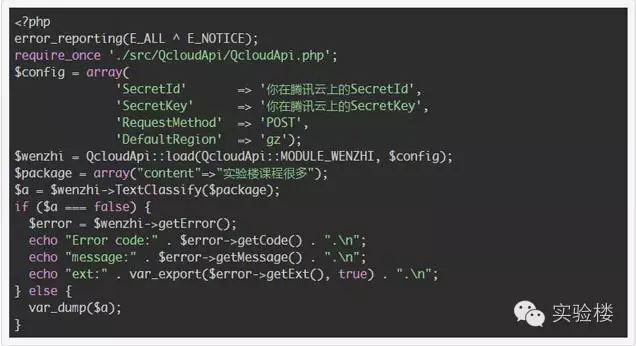 <?php
error_reporting(E_ALL ^ E_NOTICE);
require_once './src/QcloudApi/QcloudApi.php';
$config = array(
            'SecretId'       => '你在腾讯云上的SecretId',
            'SecretKey'      => '你在腾讯云上的SecretKey',
            'RequestMethod'  => 'POST',
            'DefaultRegion'  => 'gz');
$wenzhi = QcloudApi::load(QcloudApi::MODULE_WENZHI, $config);
$package = array("content"=>"实验楼课程很多");
$a = $wenzhi->TextClassify($package);
if ($a === false) {
  $error = $wenzhi->getError();
  echo "Error code:" . $error->getCode() . ".\n";
  echo "message:" . $error->getMessage() . ".\n";
  echo "ext:" . var_export($error->getExt(), true) . ".\n";
} else {
  var_dump($a);
}
实验楼